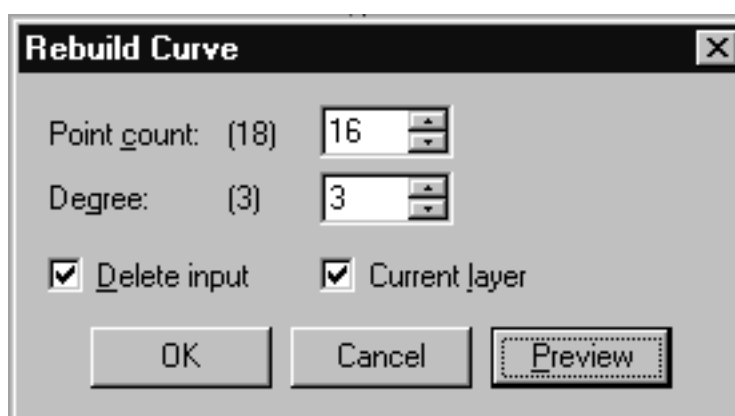 Rebuild Curve
Point count: (18) 16
Degree: (3) 3
Delete input Current layer
OK Cancel Preview